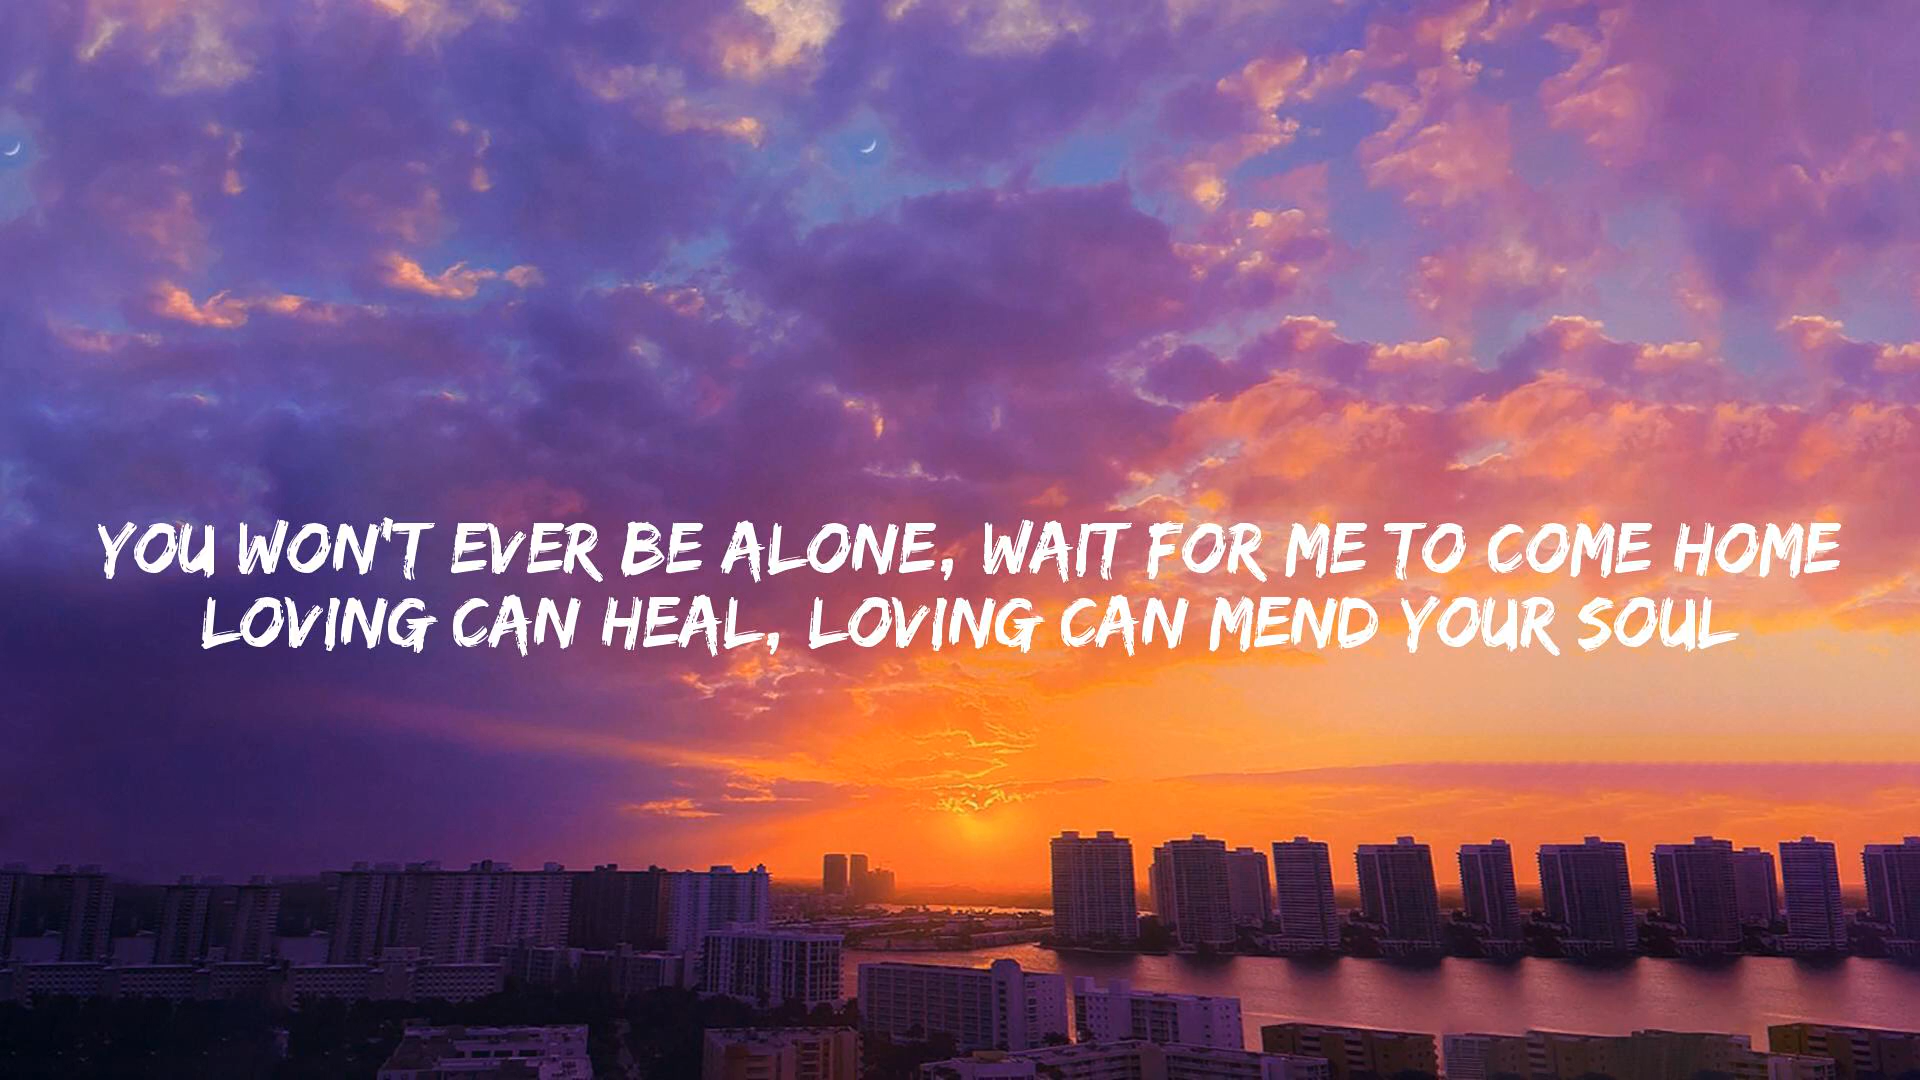 YOU WON'T EVER BE ALONE, WAIT FOR ME TO COME HOME
LOVING CAN HEAL, LOVING CAN MEND YOUR SOUL